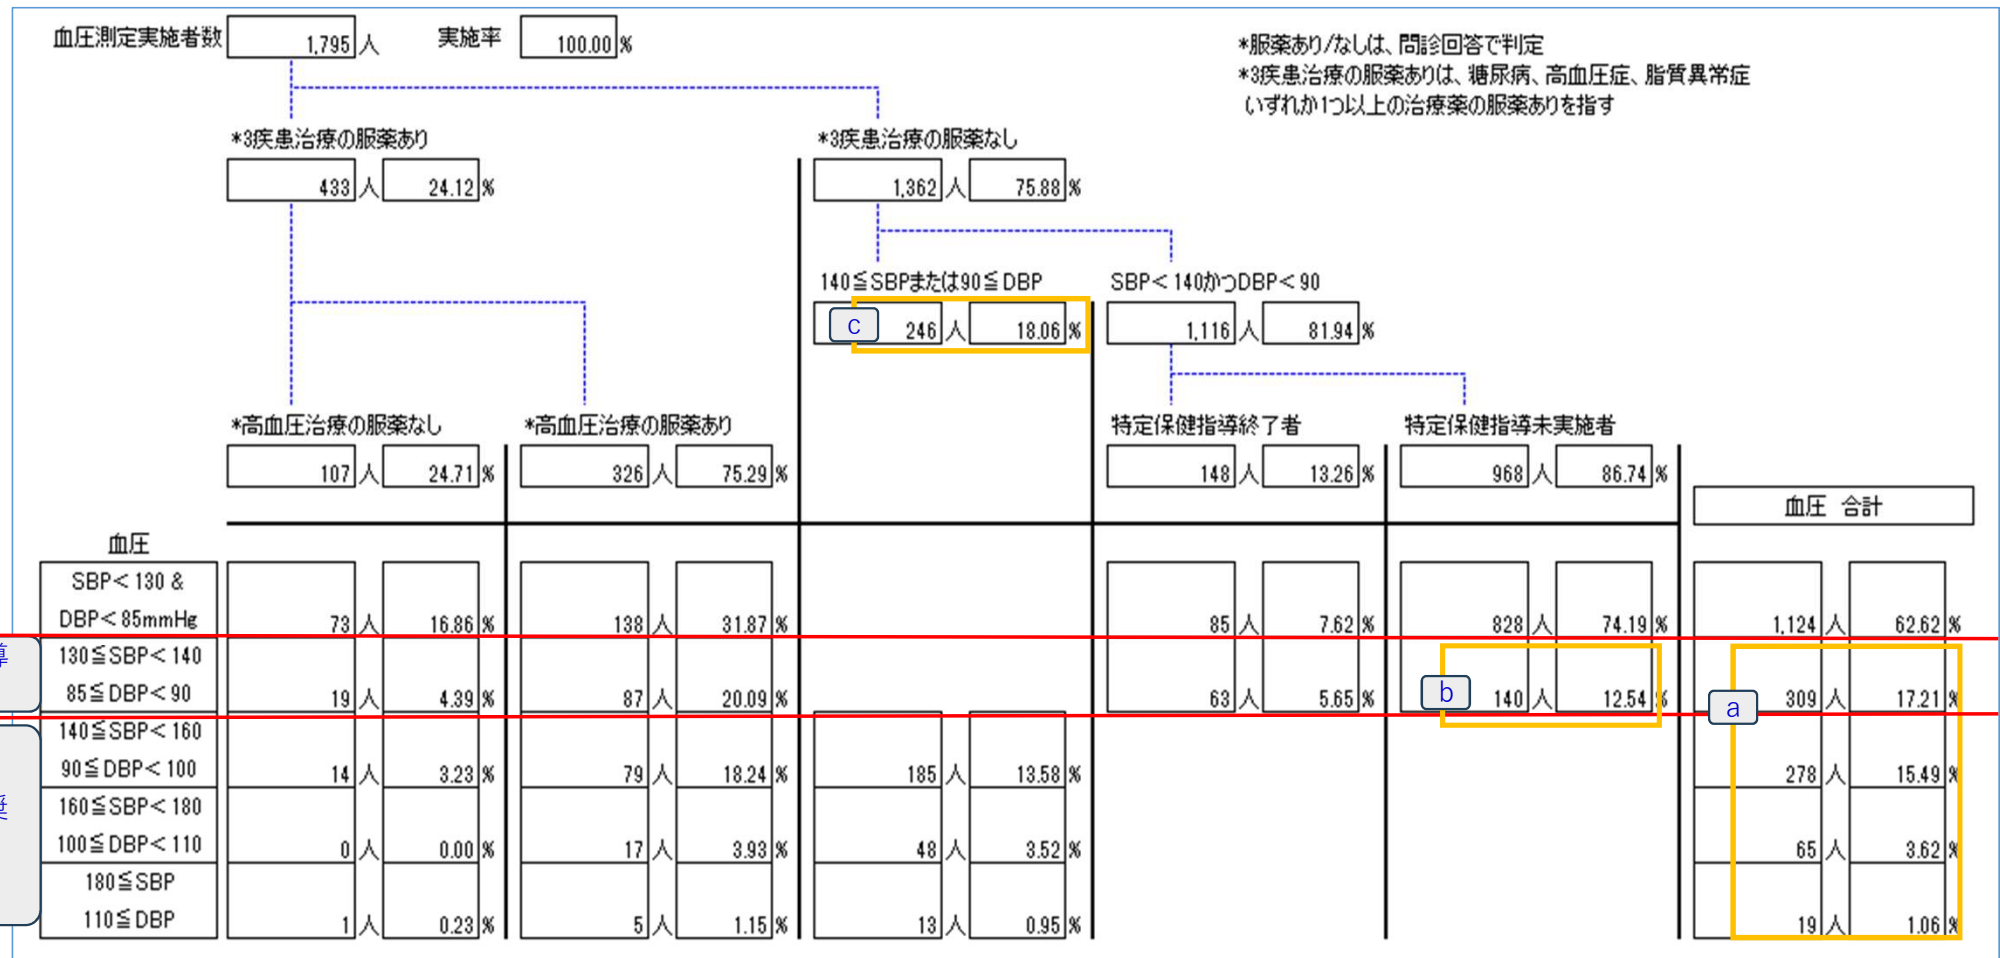 血圧測定実施者数 1,795 人 実施率 100.00 %
*服薬あり/なしは、問診回答で判定
*3疾患治療の服薬ありは、糖尿病、高血圧症、脂質異常症
いずれか1つ以上の治療薬の服薬ありを指す
*3疾患治療の服薬あり *3疾患治療の服薬なし
433 人 24.12 % 1,362 人 75.88 %
140≦SBPまたは90≦DBP SBP<140かつDBP<90
c 246 人 18.06 % 1,116 人 81.94 %
*高血圧治療の服薬なし *高血圧治療の服薬あり 特定保健指導終了者 特定保健指導未実施者
107 人 24.71 % 326 人 75.29 % 148 人 13.26 % 968 人 86.74 %
血圧 合計
血圧
SBP<130 &
DBP<85mmHg 73 人 16.86 % 138 人 31.87 % 85 人 7.62 % 828 人 74.19 % 1,124 人 62.62 %
導 130≦SBP<140
85≦DBP<90 19 人 4.39 % 87 人 20.09 % 63 人 5.65 % b 140 人 12.54 % a 309 人 17.21 %
140≦SBP<160
90≦DBP<100 14 人 3.23 % 79 人 18.24 % 185 人 13.58 % 278 人 15.49 %
160≦SBP<180
100≦DBP<110 0 人 0.00 % 17 人 3.93 % 48 人 3.52 % 65 人 3.62 %
180≦SBP
110≦DBP 1 人 0.23 % 5 人 1.15 % 13 人 0.95 % 19 人 1.06 %